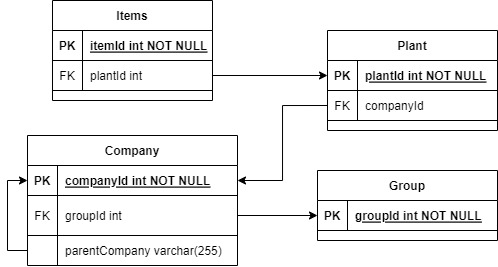 Items
PK itemId int NOT NULL
FK plantId int
Plant
PK plantId int NOT NULL
FK companyId
Company
PK companyId int NOT NULL
FK groupId int
parentCompany varchar(255)
Group
PK groupId int NOT NULL